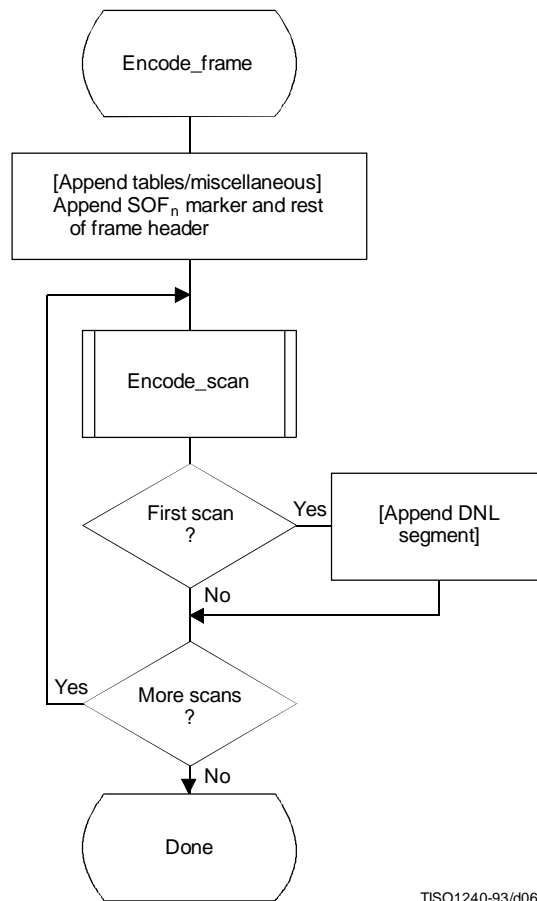 Encode_frame
[Append tables/miscellaneous]
Append SOFn marker and rest
of frame header
Encode_scan
First scan
?
Yes
[Append DNL
segment]
No
More scans
?
Yes
No
Done
TISO1240-93/d06